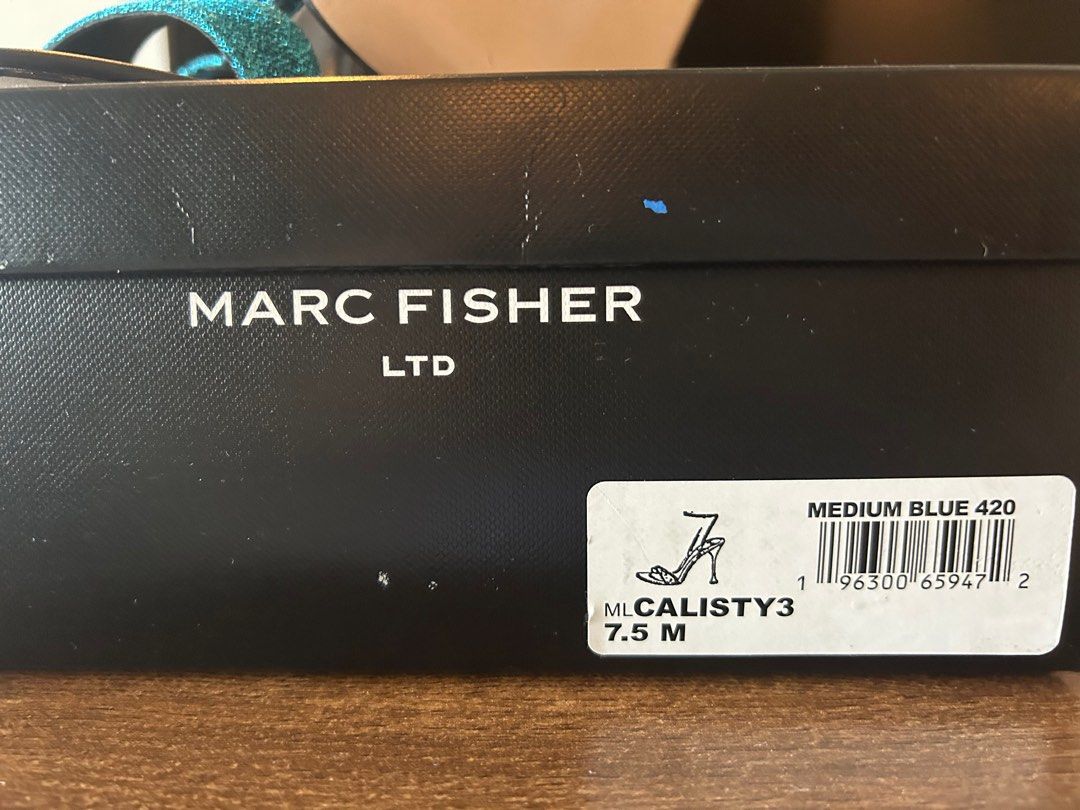 MARC FISHER
LTD
MEDIUM BLUE 420
1 96300 65947 2
MLCALISTY3
7.5 M